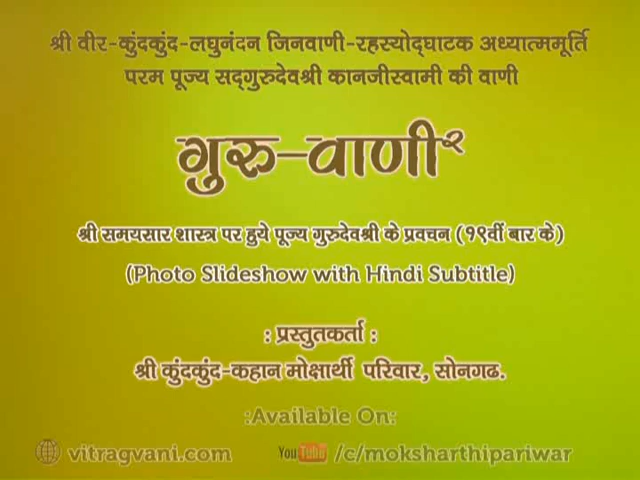 श्री वीर-कुंदकुंद-लघुनंदन जिनवाणी-रहस्योद्घाटक अध्यात्ममूर्ति
परम पूज्य सद्गुरुदेवश्री कानजीस्वामी की वाणी
गुरु-वाणी२
श्री समयसार शास्त्र पर हुये पूज्य गुरुदेवश्री के प्रवचन (१९वीं बार के)
(Photo Slideshow with Hindi Subtitle)
: प्रस्तुतकर्ता :
श्री कुंदकुंद-कहान मोक्षार्थी परिवार, सोनगढ.
:Available On:
vitragvani.com YouTube /c/moksharthipariwar